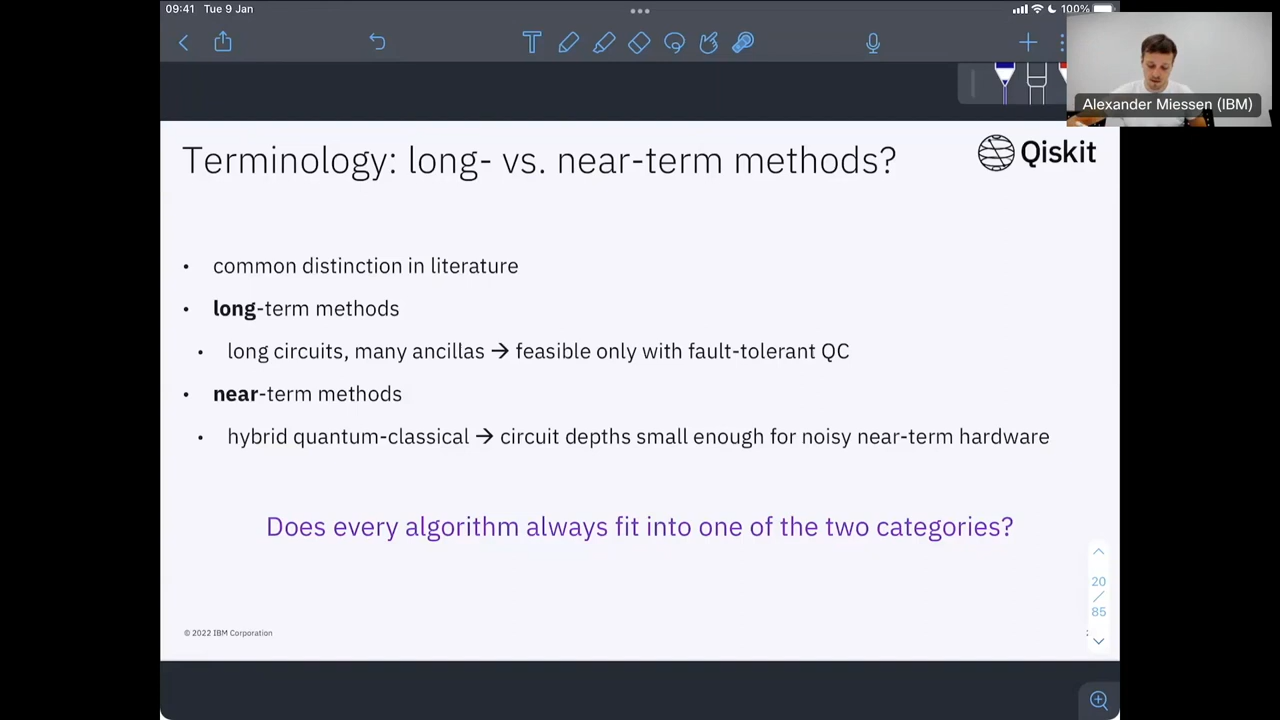 09:41 Tue 9 Jan
100%
T
Alexander Miessen (IBM)
Terminology: long- vs. near-term methods?
Qiskit
• common distinction in literature
• long-term methods
• long circuits, many ancillas → feasible only with fault-tolerant QC
• near-term methods
• hybrid quantum-classical → circuit depths small enough for noisy near-term hardware
Does every algorithm always fit into one of the two categories?
20
/
85
© 2022 IBM Corporation